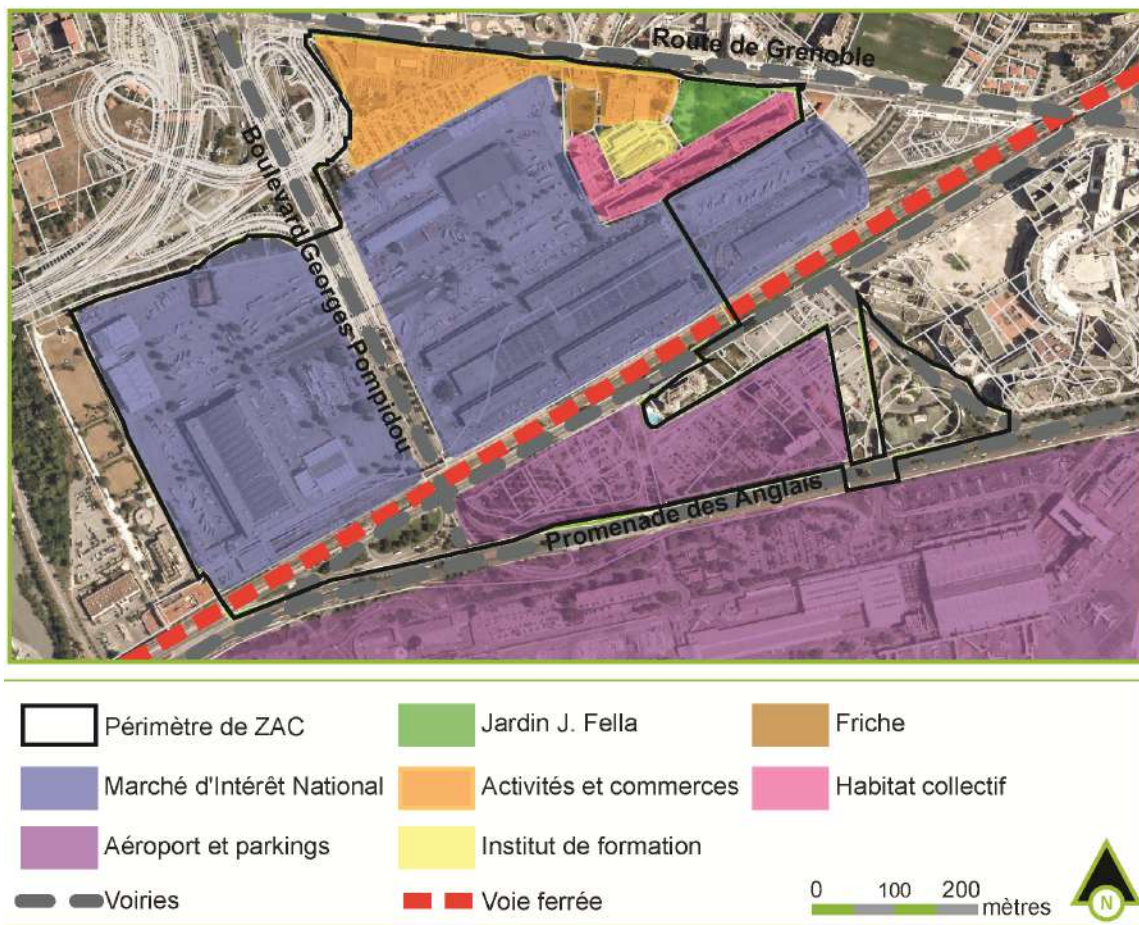 Route de Grenoble
Boulevard Georges Pompidou
Promenade des Anglais
Périmètre de ZAC
Jardin J. Fella
Friche
Marché d'Intérêt National
Activités et commerces
Habitat collectif
Aéroport et parkings
Institut de formation
Voiries
Voie ferrée
0 100 200
mètres
N